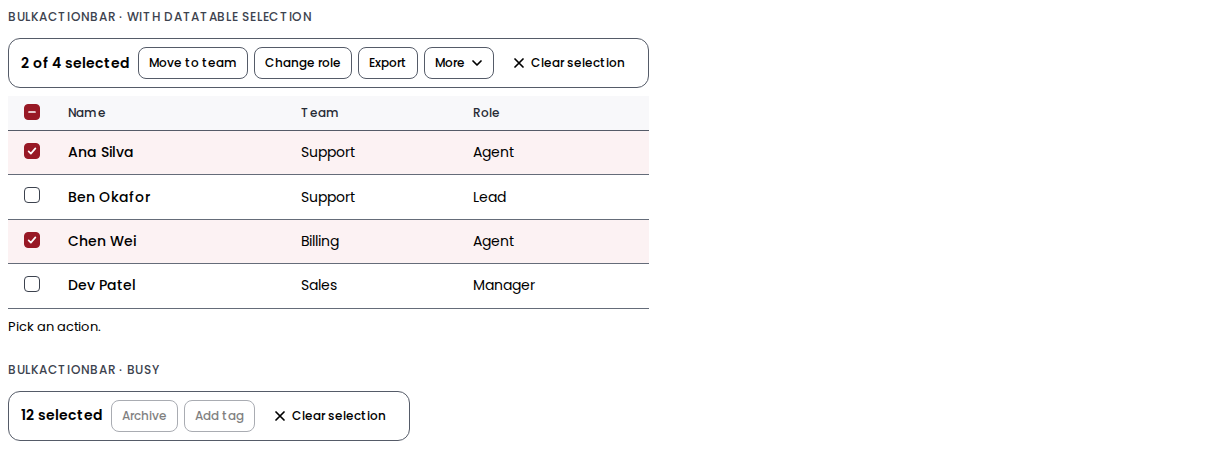 BULKACTIONBAR · WITH DATATABLE SELECTION
2 of 4 selected Move to team Change role Export More Clear selection
Name Team Role
Ana Silva Support Agent
Ben Okafor Support Lead
Chen Wei Billing Agent
Dev Patel Sales Manager
Pick an action.
BULKACTIONBAR · BUSY
12 selected Archive Add tag Clear selection